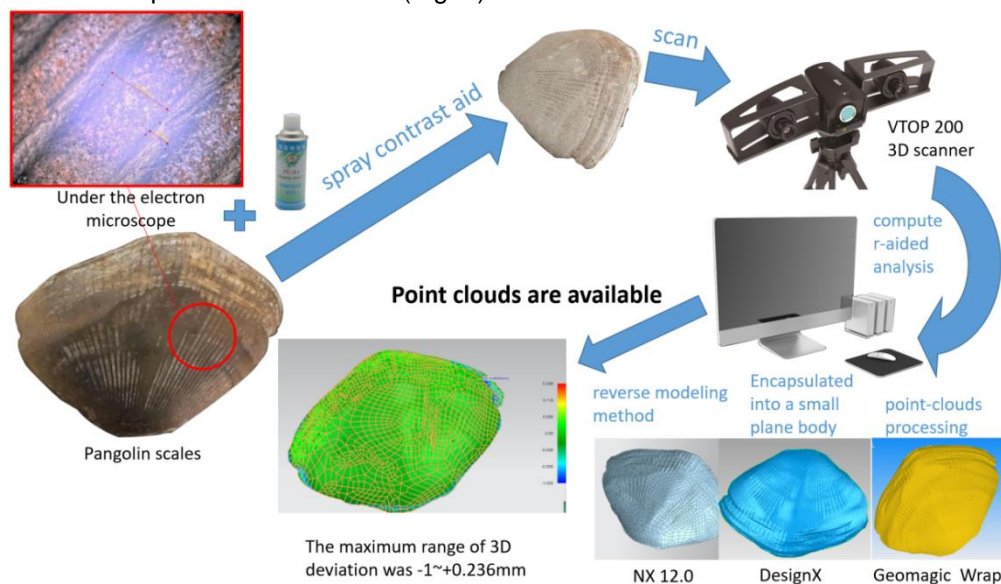 Under the electron
microscope
Pangolin scales
spray contrast aid
scan
VTOP 200
3D scanner
compute
r-aided
analysis
Point clouds are available
reverse modeling
method
Encapsulated
into a small
plane body
point-clouds
processing
The maximum range of 3D
deviation was -1~+0.236mm
NX 12.0
DesignX
Geomagic Wrap